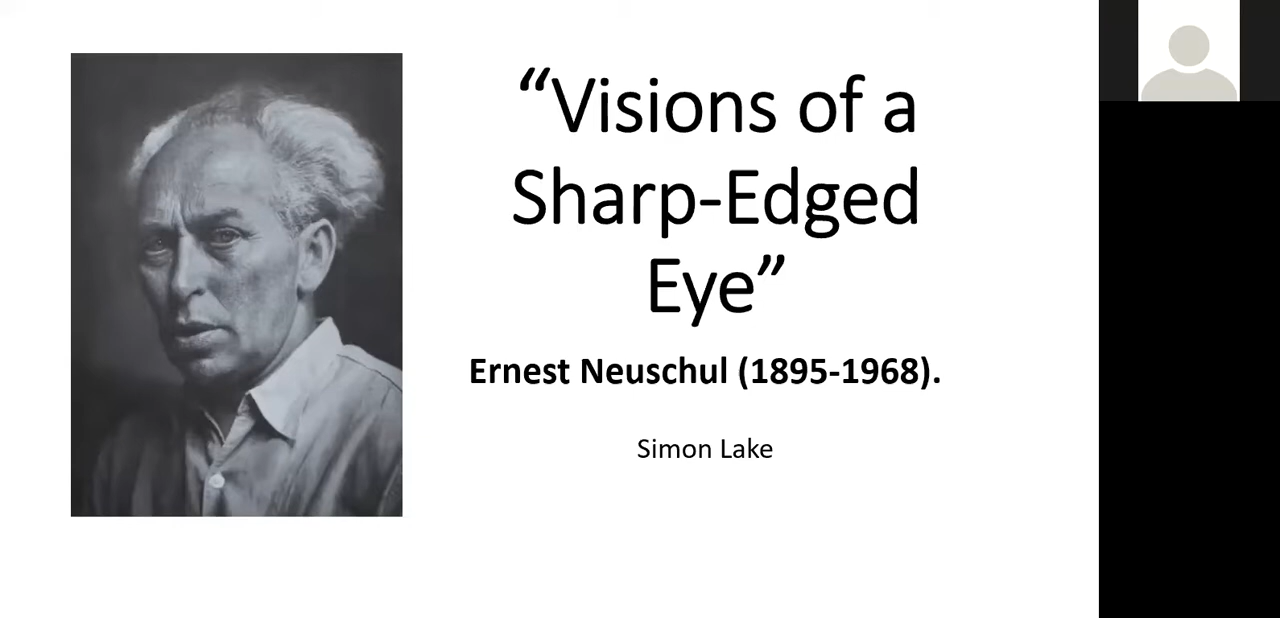 “Visions of a
Sharp-Edged
Eye”
Ernest Neuschul (1895-1968).
Simon Lake